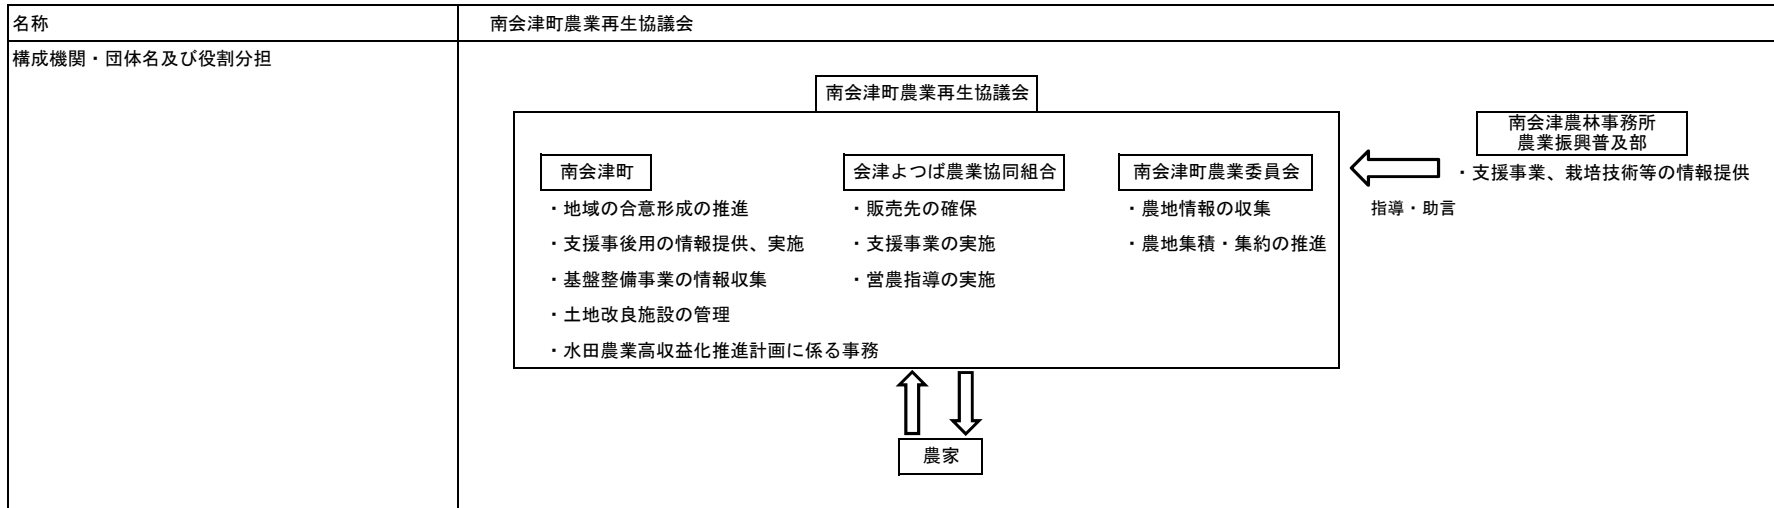 名称
南会津町農業再生協議会
構成機関・団体名及び役割分担
南会津町農業再生協議会
南会津町
・地域の合意形成の推進
・支援事後用の情報提供、実施
・基盤整備事業の情報収集
・土地改良施設の管理
・水田農業高収益化推進計画に係る事務
会津よつば農業協同組合
・販売先の確保
・支援事業の実施
・営農指導の実施
南会津町農業委員会
・農地情報の収集
・農地集積・集約の推進
南会津農林事務所
農業振興普及部
・支援事業、栽培技術等の情報提供
指導・助言
農家